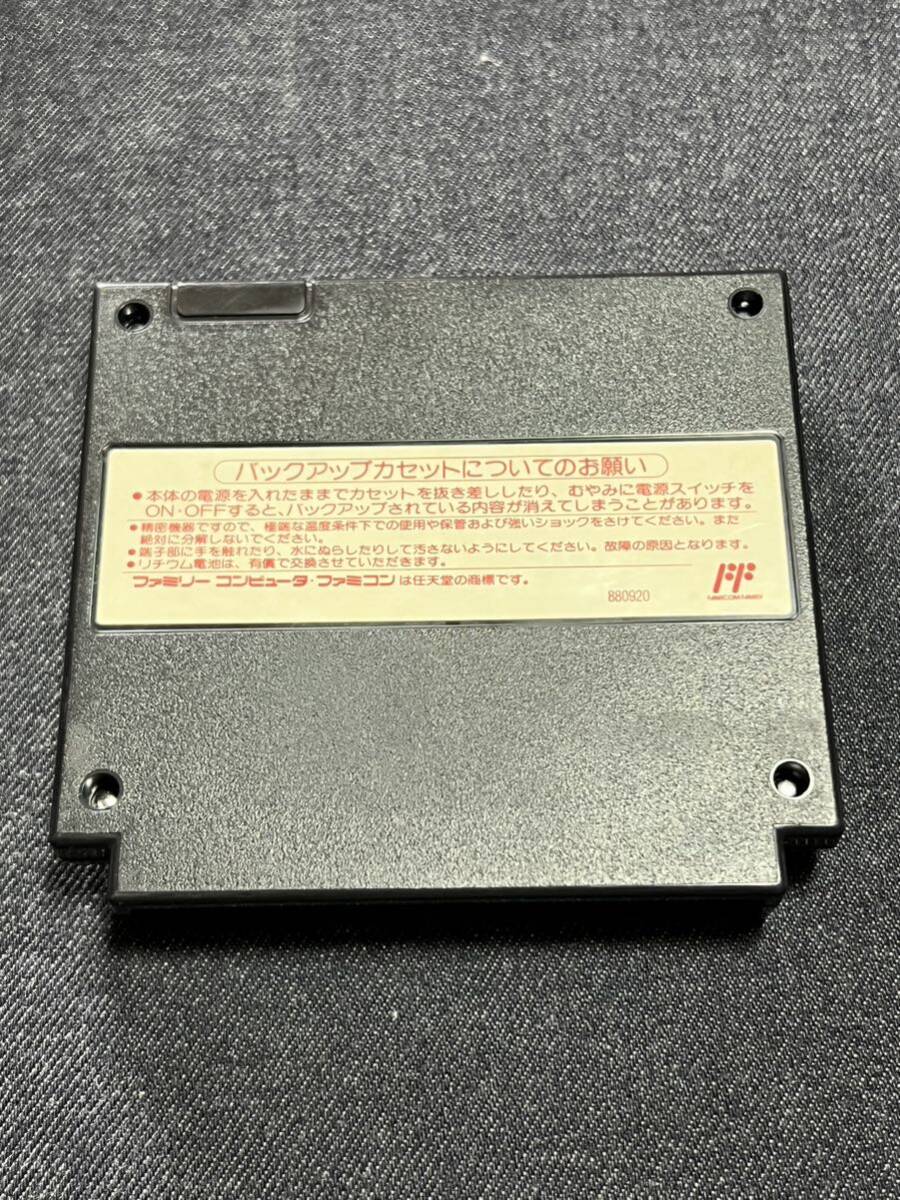 バックアップカセットについてのお願い
●本体の電源を入れたままでカセットを抜き差ししたり、むやみに電源スイッチを
ON・OFFすると、バックアップされている内容が消えてしまうことがあります。
●精密機器ですので、極端な温度条件下での使用や保管および強いショックをさけてください。また
絶対に分解しないでください。
●端子部に手を触れたり、水にぬらしたりして汚さないようにしてください。故障の原因となります。
●リチウム電池は、有償で交換させていただきます。
ファミリー コンピュータ・ファミコンは任天堂の商標です。
880920
FF
FAMICOM FAMILY